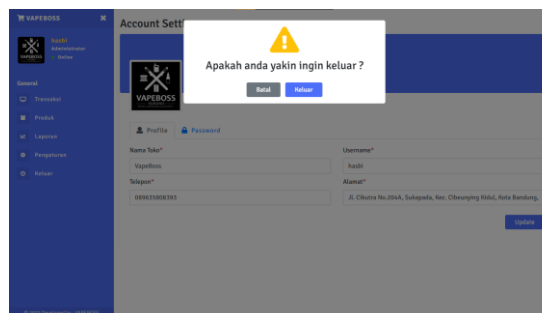 VAPEBOSS
Account Sett
hasbi
Administrator
Online
General
Transaksi
Produk
Laporan
Pengaturan
Keluar
Apakah anda yakin ingin keluar ?
Batal Keluar
VAPEBOSS
Profile Password
Nama Toko* Username*
VapeBoss hasbi
Telepon* Alamat*
089635808393 Jl. Cikutra No.204A, Sukapada, Kec. Cibeunying Kidul, Kota Bandung,
Update